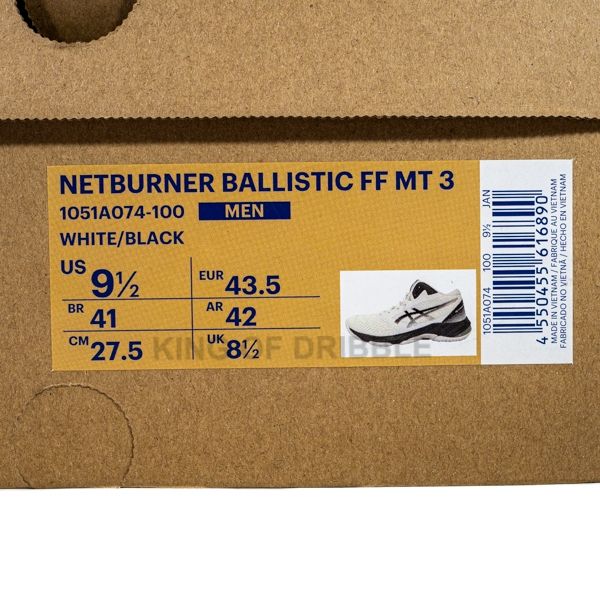 NETBURNER BALLISTIC FF MT 3
1051A074-100 MEN
WHITE/BLACK
US 9½ EUR 43.5
BR 41 AR 42
CM 27.5 UK 8½
KING OF DRIBBLE
1051A074 100 9½ JAN
4 550455 616890
MADE IN VIETNAM / FABRIQUE AU VIETNAM
FABRICADO NO VIETNÃ / HECHO EN VIETNAM